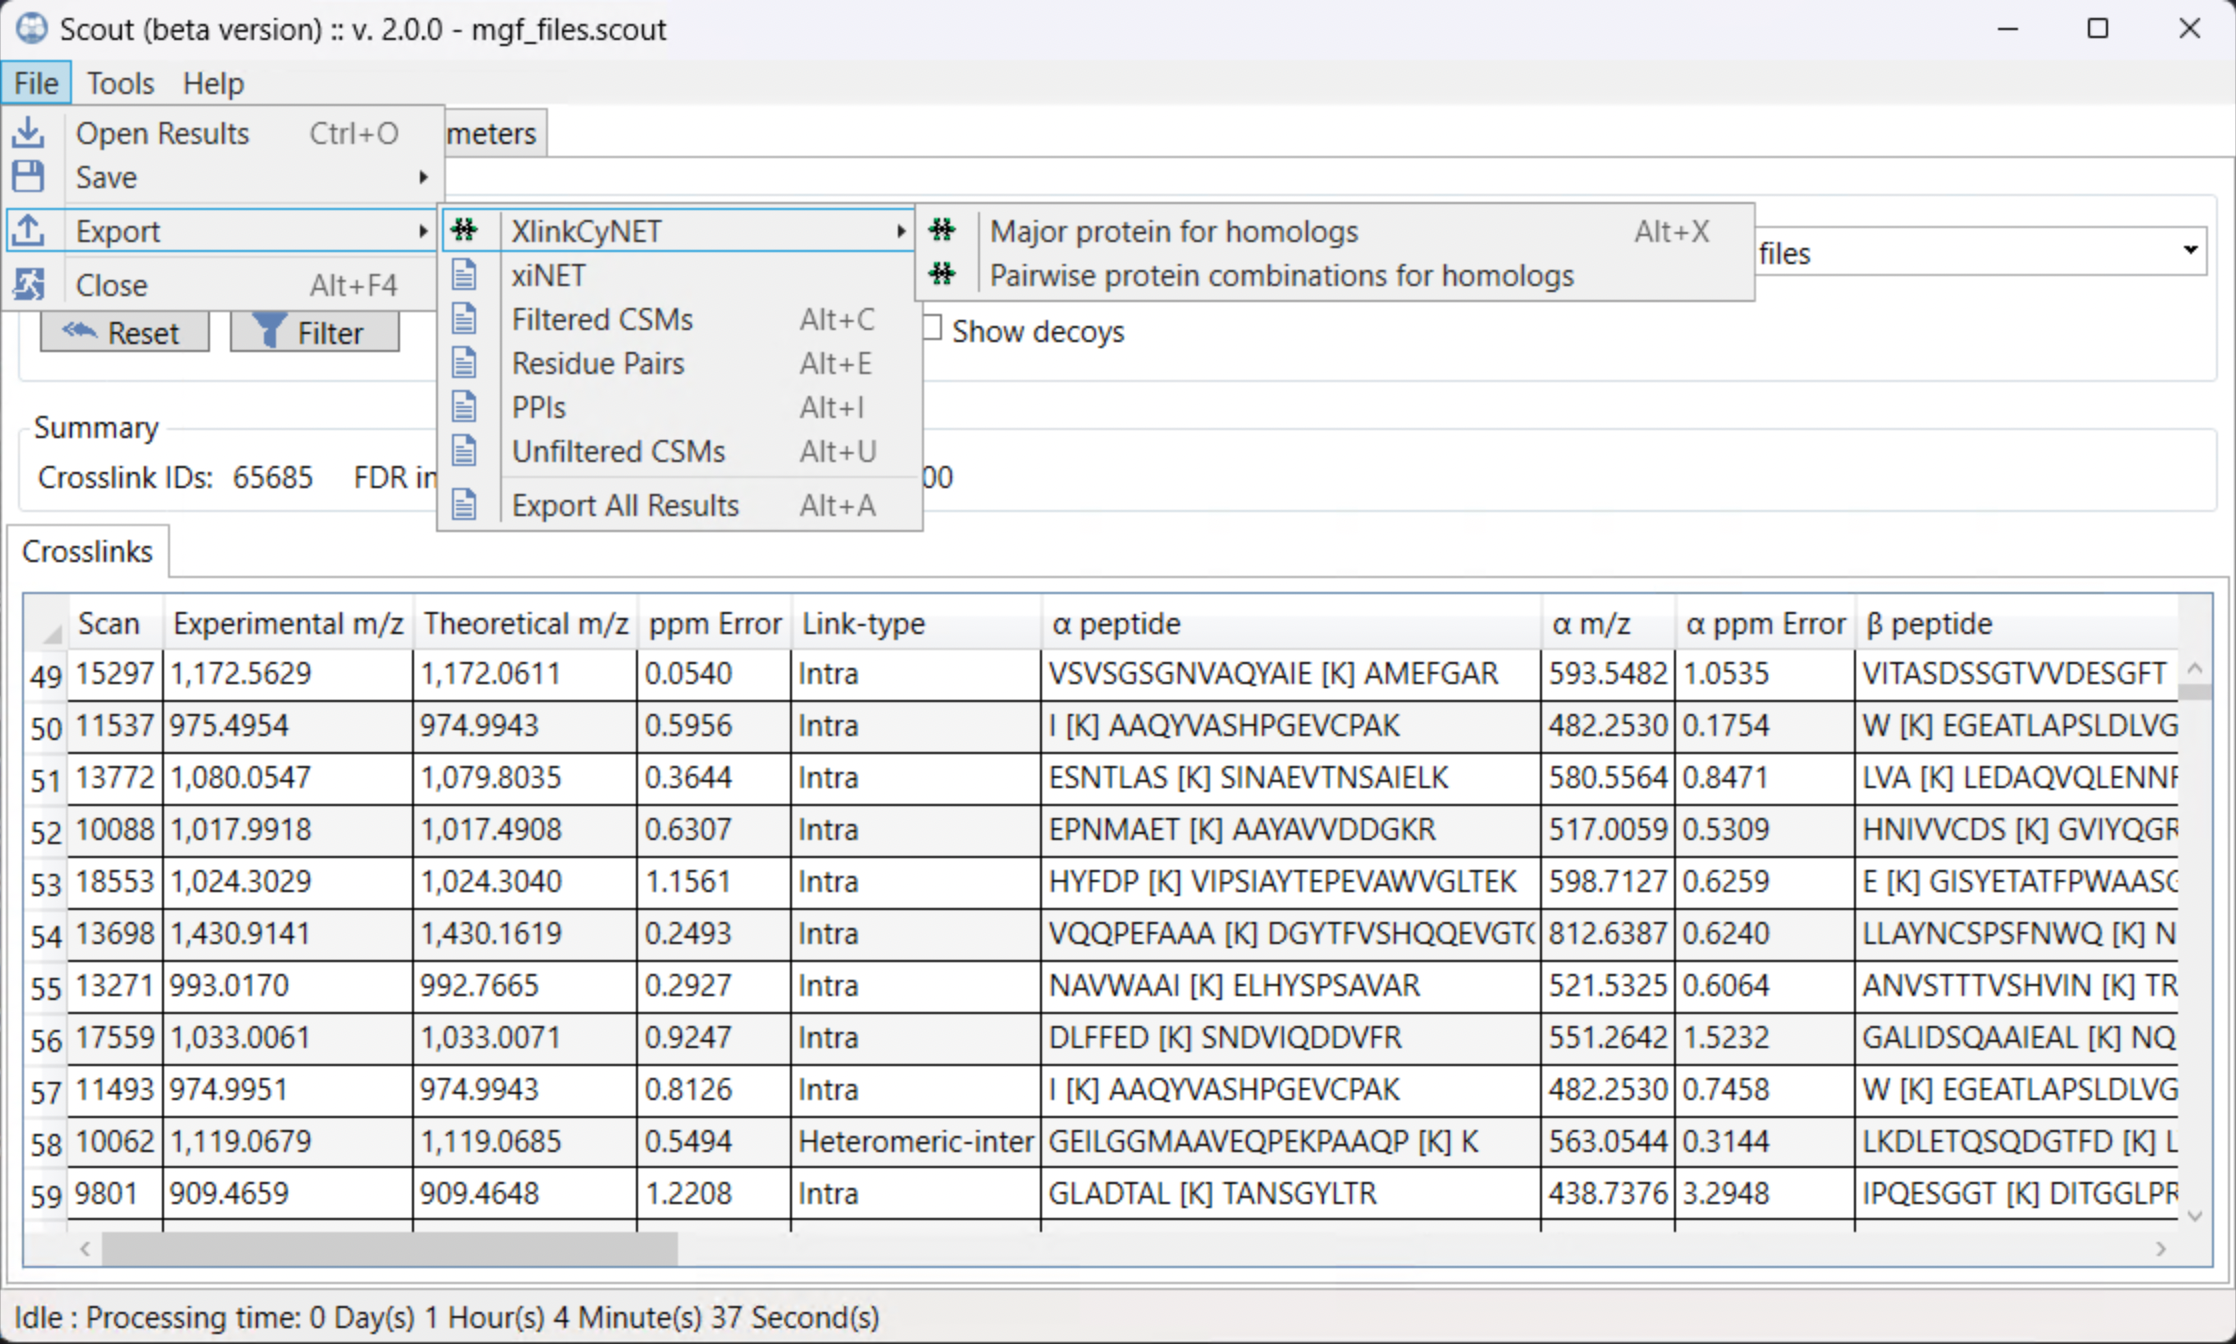 Scout (beta version) :: v. 2.0.0 - mgf_files.scout
File Tools Help
Open Results Ctrl+O
meters
Save
Export
Close Alt+F4
XlinkCyNET
xiNET
Filtered CSMs Alt+C
Residue Pairs Alt+E
PPIs Alt+I
Unfiltered CSMs Alt+U
Export All Results Alt+A
Major protein for homologs Alt+X
Pairwise protein combinations for homologs
files
Reset Filter
Show decoys
Summary
Crosslink IDs: 65685 FDR in 00
Crosslinks
Scan Experimental m/z Theoretical m/z ppm Error Link-type α peptide α m/z α ppm Error β peptide
49 15297 1,172.5629 1,172.0611 0.0540 Intra VSVSGSGNVAQYAIE [K] AMEFGAR 593.5482 1.0535 VITASDSSGTVVDESGFT
50 11537 975.4954 974.9943 0.5956 Intra I [K] AAQYVASHPGEVCPAK 482.2530 0.1754 W [K] EGEATLAPSLDLVG
51 13772 1,080.0547 1,079.8035 0.3644 Intra ESNTLAS [K] SINAEVTNSAIELK 580.5564 0.8471 LVA [K] LEDAQVQLENN
52 10088 1,017.9918 1,017.4908 0.6307 Intra EPNMAET [K] AAYAVVDDGKR 517.0059 0.5309 HNIVVCDS [K] GVIYQGR
53 18553 1,024.3029 1,024.3040 1.1561 Intra HYFDP [K] VIPSIAYTEPEVAWVGLTEK 598.7127 0.6259 E [K] GISYETATFPWAAS
54 13698 1,430.9141 1,430.1619 0.2493 Intra VQQPEFAAA [K] DGYTFVSHQQEVGT 812.6387 0.6240 LLAYNCSPSFNWQ [K] N
55 13271 993.0170 992.7665 0.2927 Intra NAVWAAI [K] ELHYSPSAVAR 521.5325 0.6064 ANVSTTTVSHVIN [K] TR
56 17559 1,033.0061 1,033.0071 0.9247 Intra DLFFED [K] SNDVIQDDVFR 551.2642 1.5232 GALIDSQAAIEAL [K] NQ
57 11493 974.9951 974.9943 0.8126 Intra I [K] AAQYVASHPGEVCPAK 482.2530 0.7458 W [K] EGEATLAPSLDLVG
58 10062 1,119.0679 1,119.0685 0.5494 Heteromeric-inter GEILGGMAAVEQPEKPAAQP [K] K 563.0544 0.3144 LKDLETQSQDGTFD [K] L
59 9801 909.4659 909.4648 1.2208 Intra GLADTAL [K] TANSGYLTR 438.7376 3.2948 IPQESGGT [K] DITGGLPR
Idle : Processing time: 0 Day(s) 1 Hour(s) 4 Minute(s) 37 Second(s)